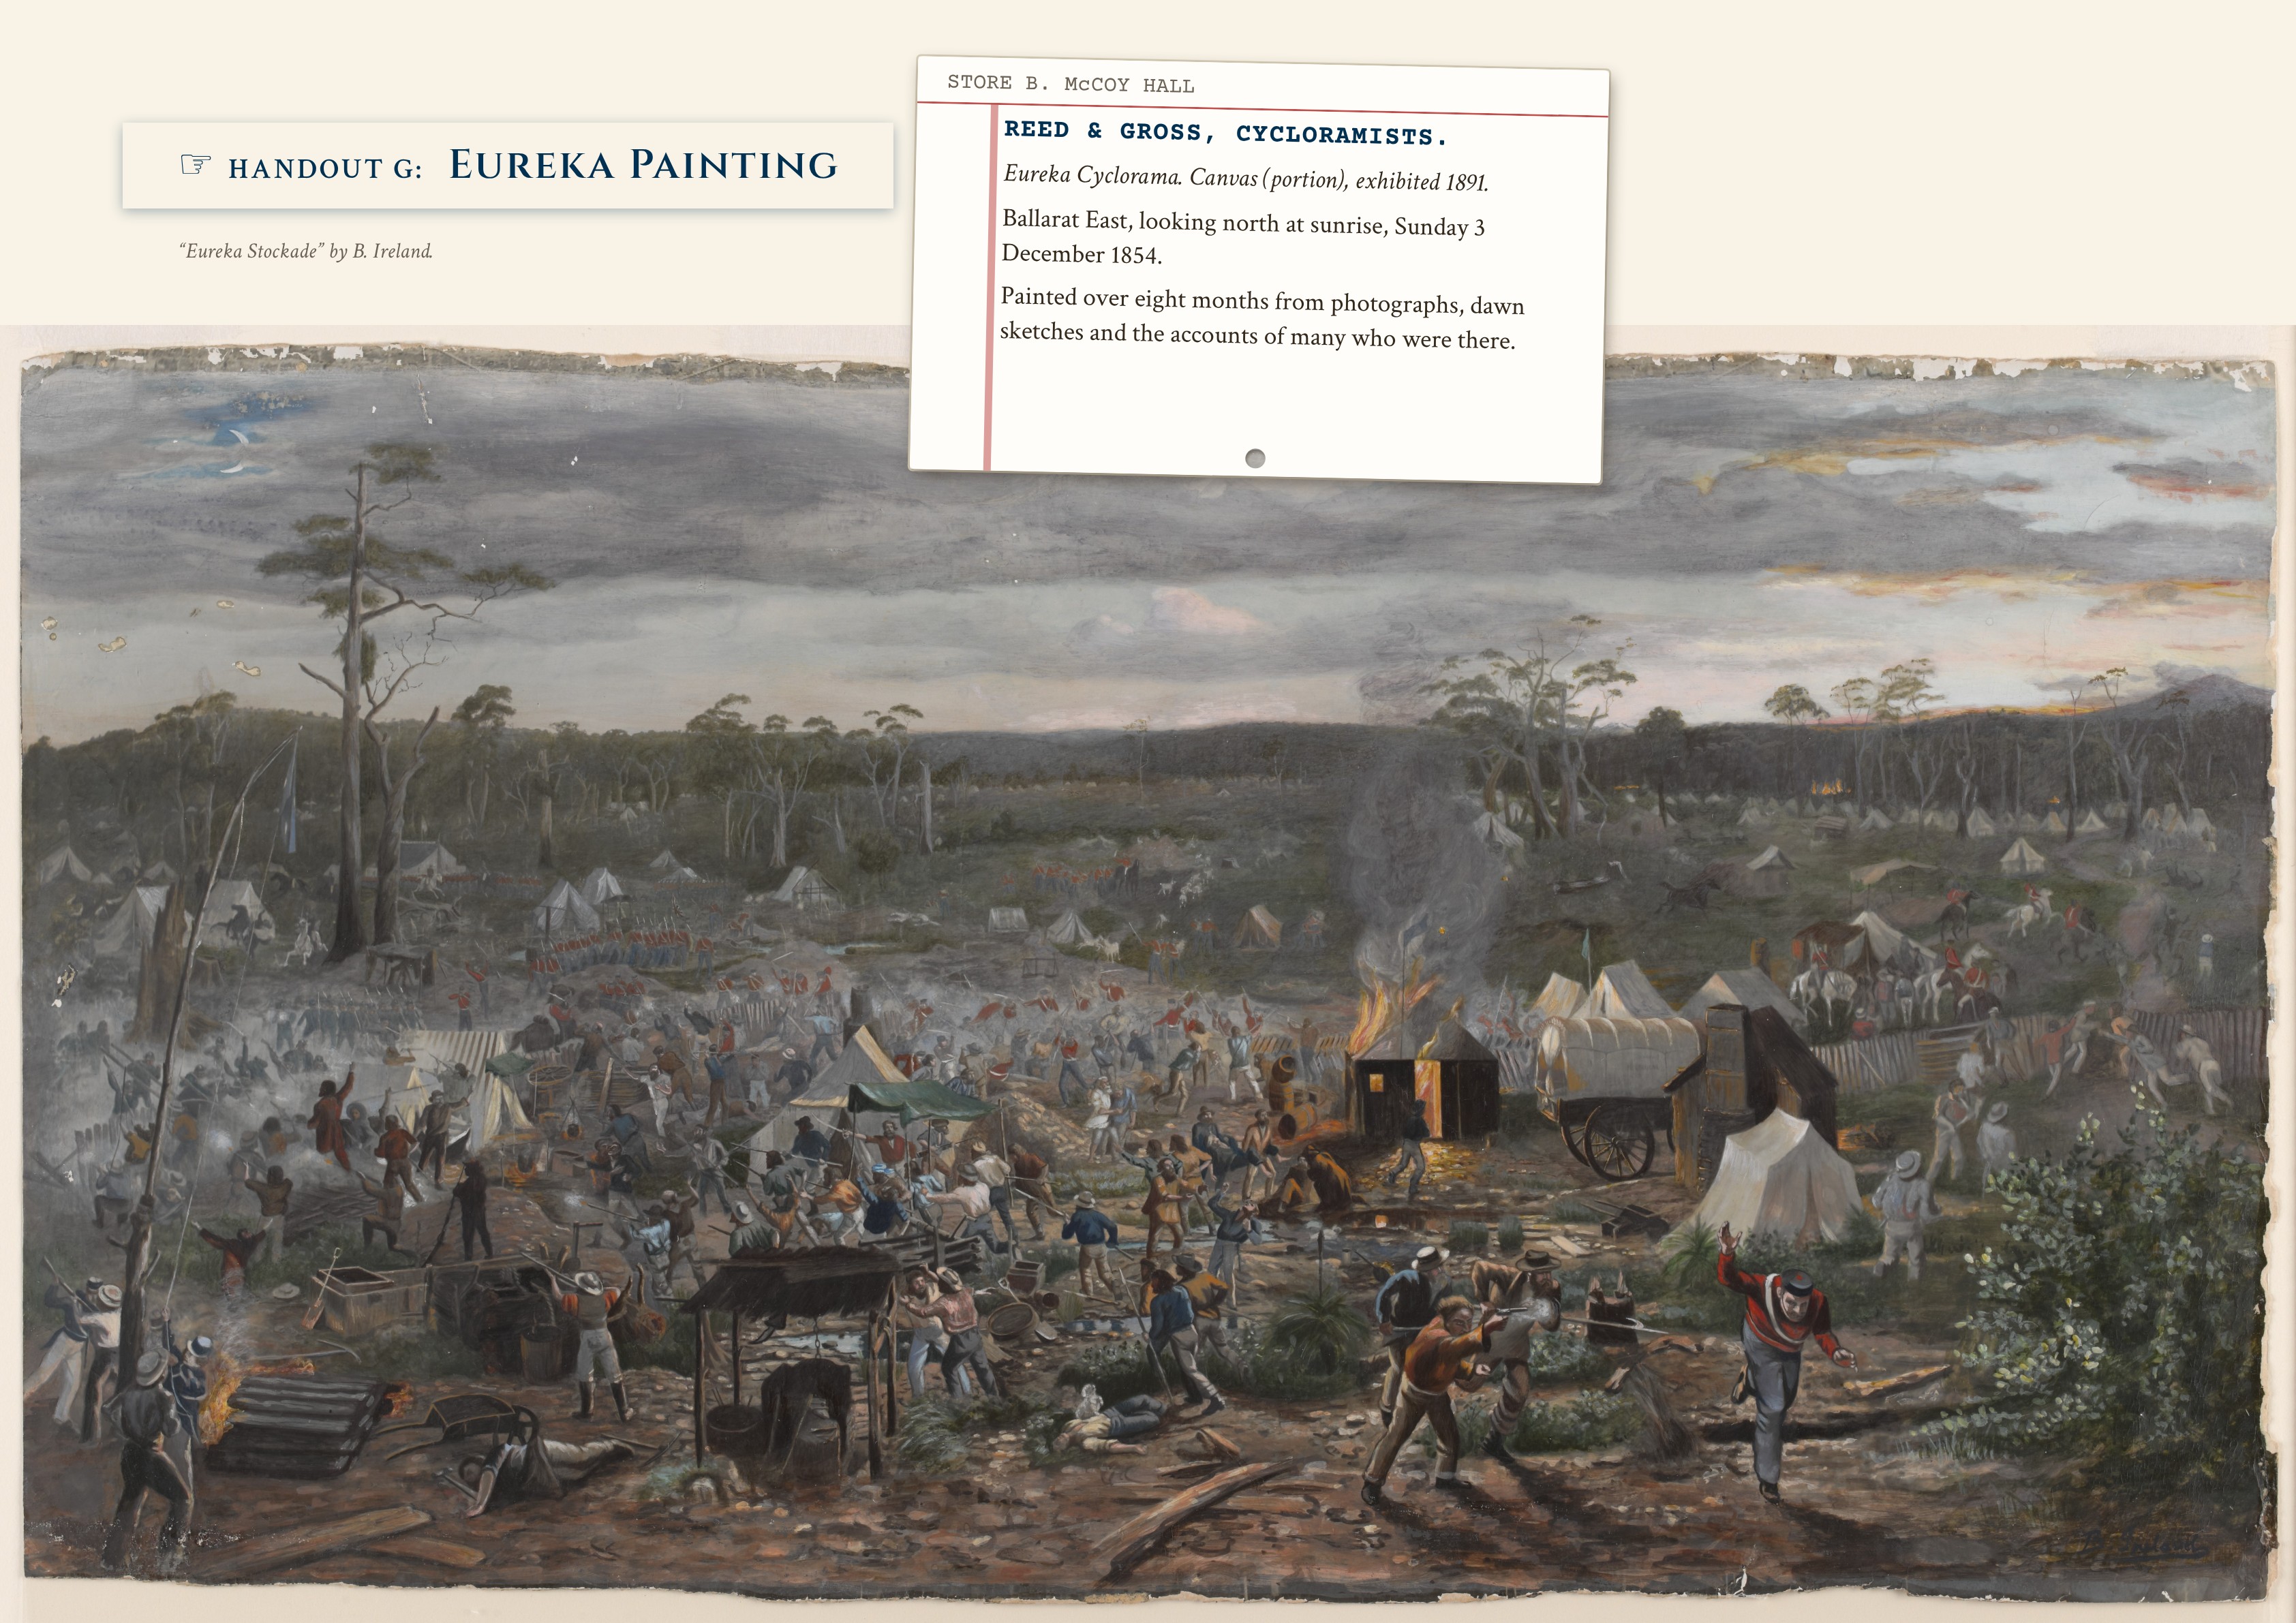 ☞ HANDOUT G: EUREKA PAINTING
“Eureka Stockade” by B. Ireland.
STORE B. McCOY HALL
REED & GROSS, CYCLORAMISTS.
Eureka Cyclorama. Canvas (portion), exhibited 1891.
Ballarat East, looking north at sunrise, Sunday 3
December 1854.
Painted over eight months from photographs, dawn
sketches and the accounts of many who were there.